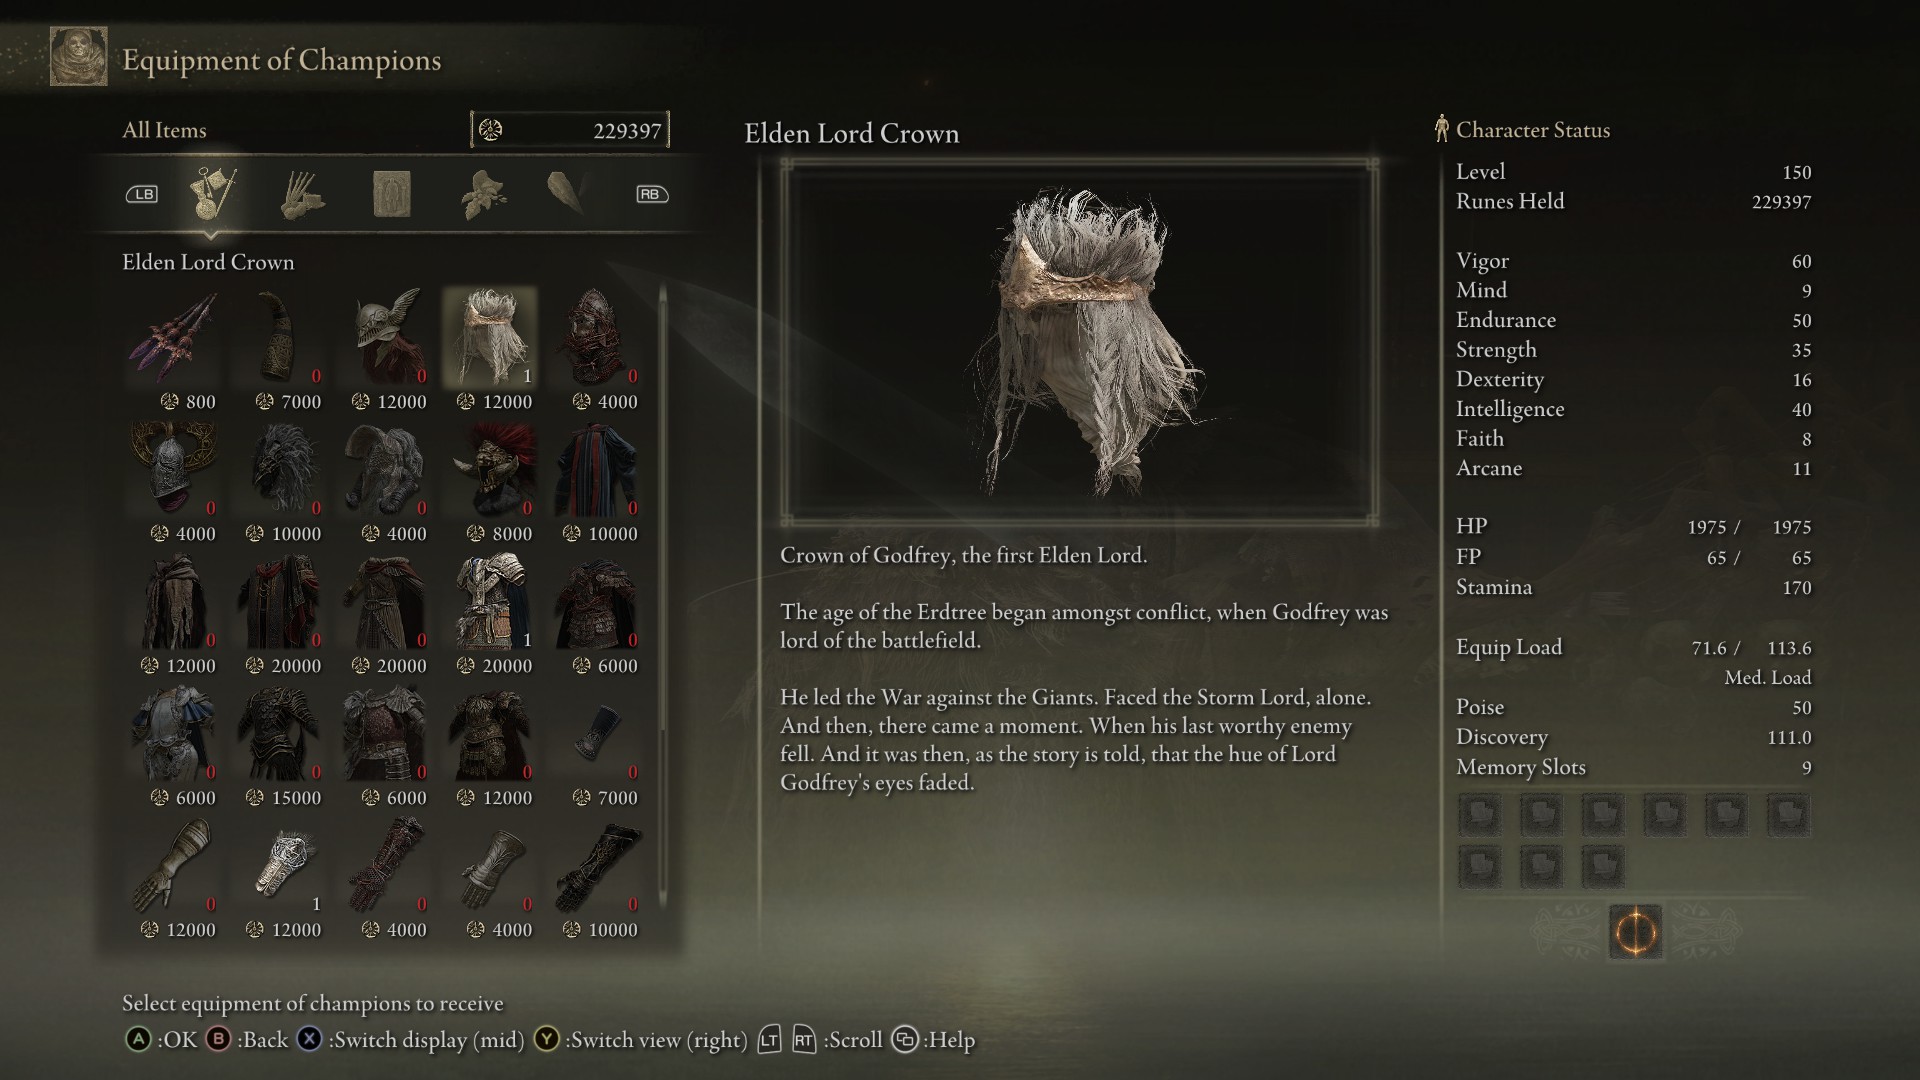 Equipment of Champions
All Items
229397
LB
RB
Elden Lord Crown
0 0 1 0
800 7000 12000 12000 4000
0 0 0 0 0
4000 10000 4000 8000 10000
0 0 0 1 0
12000 20000 20000 20000 6000
0 0 0 0 0
6000 15000 6000 12000 7000
0 1 0 0 0
12000 12000 4000 4000 10000
Elden Lord Crown
Crown of Godfrey, the first Elden Lord.
The age of the Erdtree began amongst conflict, when Godfrey was
lord of the battlefield.
He led the War against the Giants. Faced the Storm Lord, alone.
And then, there came a moment. When his last worthy enemy
fell. And it was then, as the story is told, that the hue of Lord
Godfrey's eyes faded.
Character Status
Level 150
Runes Held 229397
Vigor 60
Mind 9
Endurance 50
Strength 35
Dexterity 16
Intelligence 40
Faith 8
Arcane 11
HP 1975 / 1975
FP 65 / 65
Stamina 170
Equip Load 71.6 / 113.6
Med. Load
Poise 50
Discovery 111.0
Memory Slots 9
Select equipment of champions to receive
A :OK B :Back X :Switch display (mid) Y :Switch view (right) LT RT :Scroll :Help